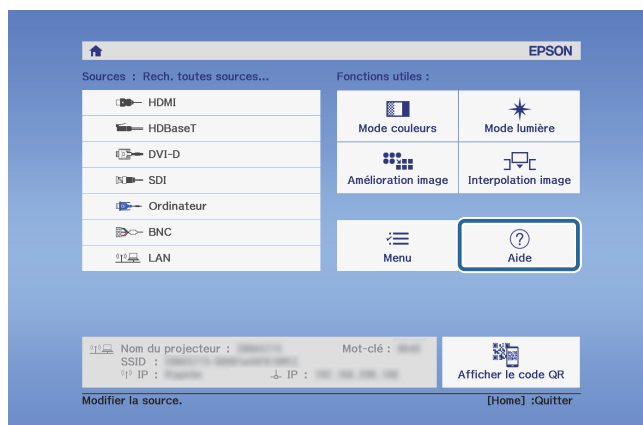 EPSON
Sources : Rech. toutes sources...
HDMI
HDBaseT
DVI-D
SDI
Ordinateur
BNC
LAN
Fonctions utiles :
Mode couleurs
Mode lumière
Amélioration image
Interpolation image
Menu
Aide
Nom du projecteur :
Mot-clé :
SSID :
IP :
IP :
Afficher le code QR
Modifier la source.
[Home] :Quitter